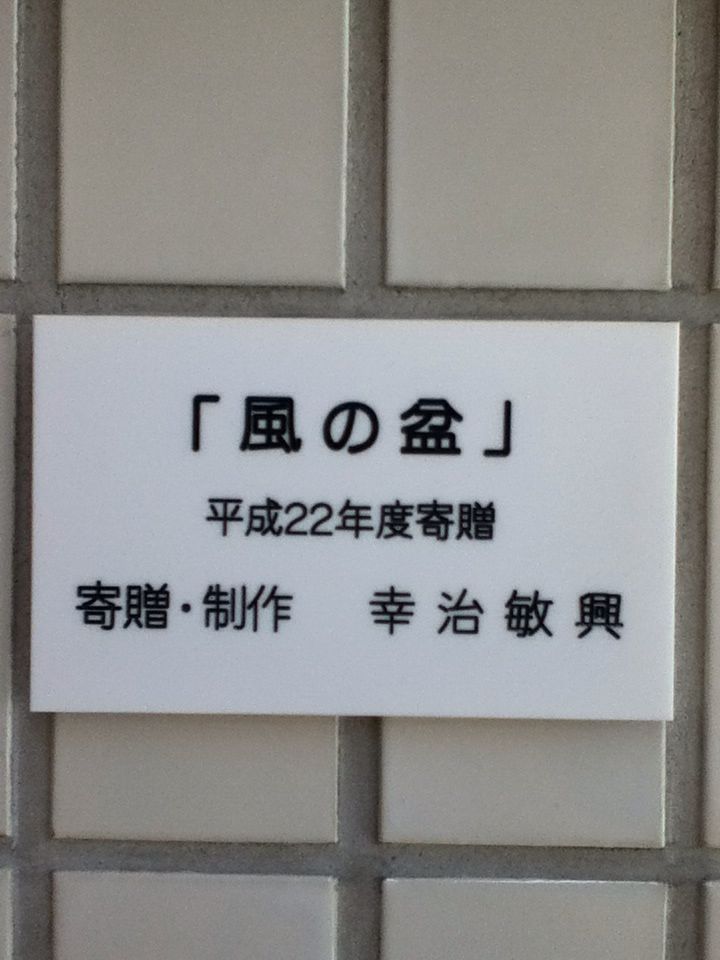 「風の盆」
平成22年度寄贈
寄贈・制作　幸治敏興